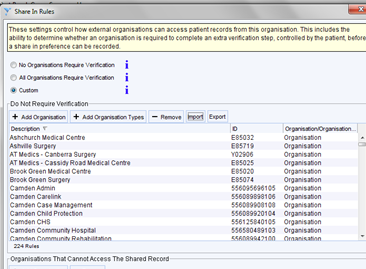 Share In Rules
These settings control how external organisations can access patient records from this organisation. This includes the
ability to determine whether an organisation is required to complete an extra verification step, controlled by the patient, before
a share in preference can be recorded.
No Organisations Require Verification
All Organisations Require Verification
Custom
Do Not Require Verification
Add Organisation Add Organisation Types Remove Import Export
Description ID Organisation/Organisation...
Ashchurch Medical Centre E85032 Organisation
Ashville Surgery E85719 Organisation
AT Medics - Canberra Surgery Y02906 Organisation
AT Medics - Cassidy Road Medical Centre E85025 Organisation
Brook Green Medical Centre E85020 Organisation
Brook Green Surgery E85074 Organisation
Camden Admin 556095696105 Organisation
Camden Carelink 556089898106 Organisation
Camden Case Management 556089908108 Organisation
Camden Child Protection 556089920104 Organisation
Camden CHS 556125840105 Organisation
Camden Community Hospital 556580489103 Organisation
Camden Community Rehabilitation 556089942100 Organisation
224 Rules
Organisations That Cannot Access The Shared Record